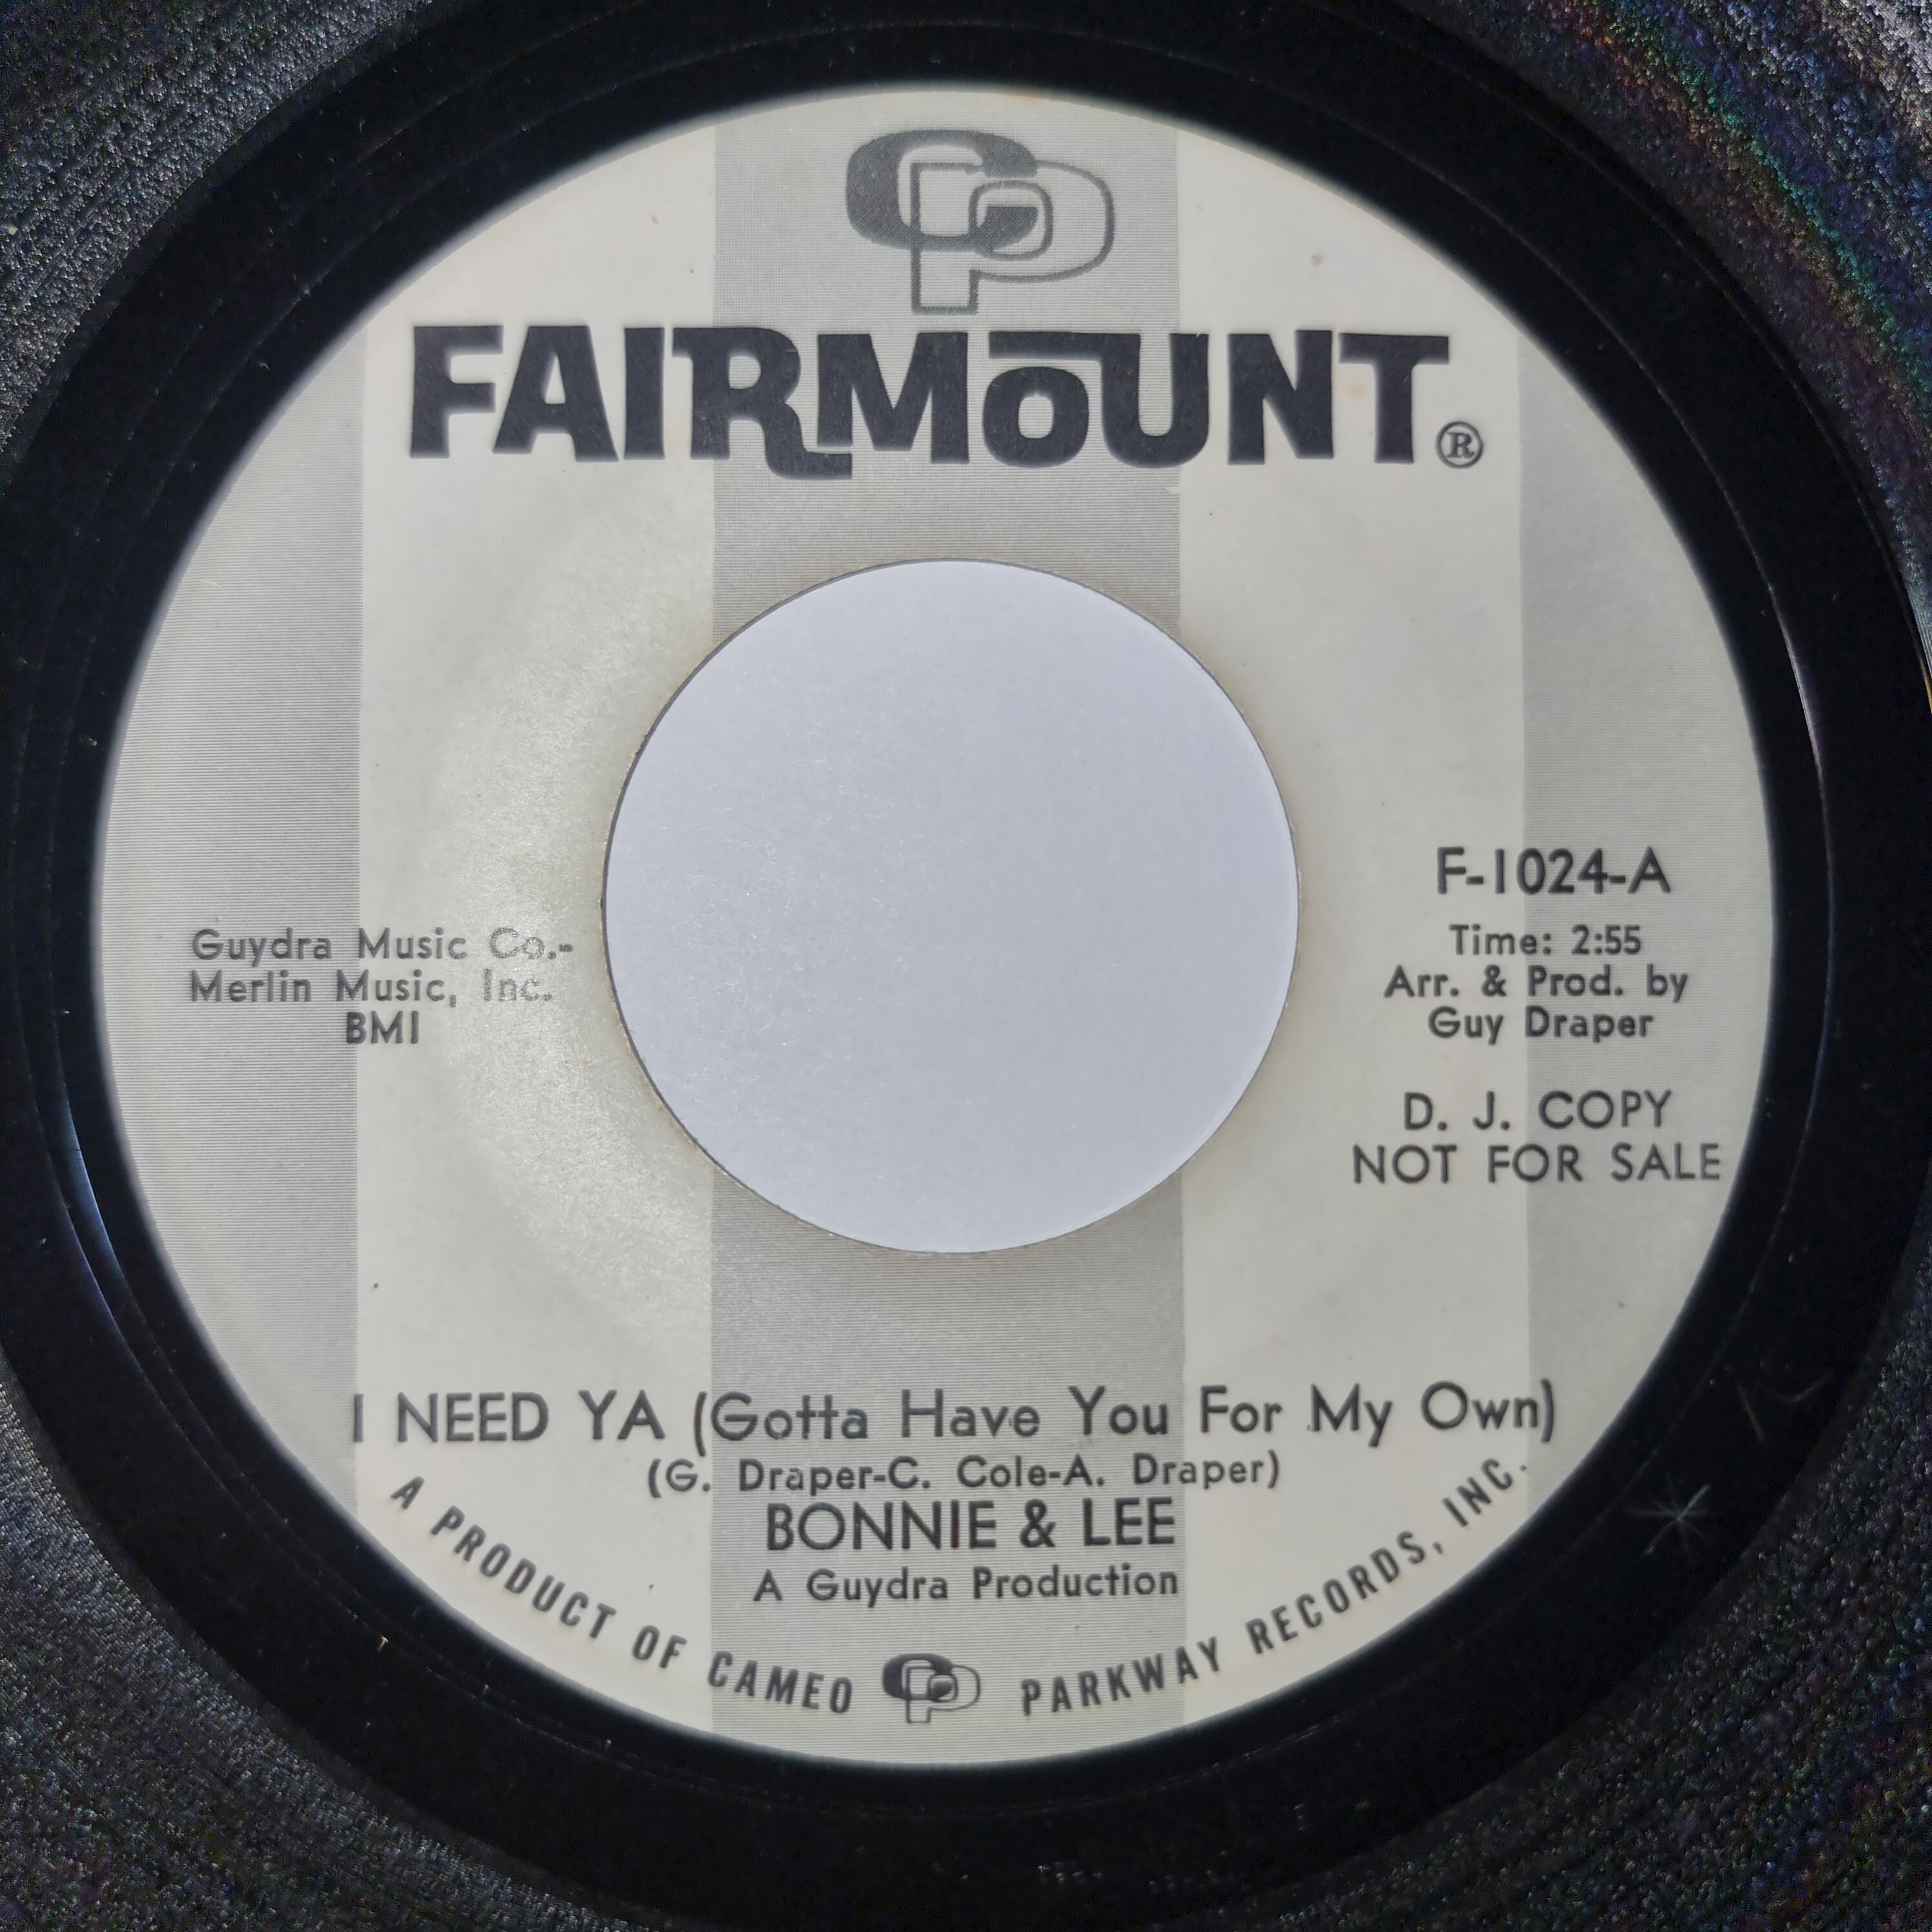 CP
FAIRMOUNT®
Guydra Music Co.-
Merlin Music, Inc.
BMI
F-1024-A
Time: 2:55
Arr. & Prod. by
Guy Draper
D. J. COPY
NOT FOR SALE
I NEED YA (Gotta Have You For My Own)
(G. Draper-C. Cole-A. Draper)
BONNIE & LEE
A Guydra Production
A PRODUCT OF CAMEO CP PARKWAY RECORDS, INC.